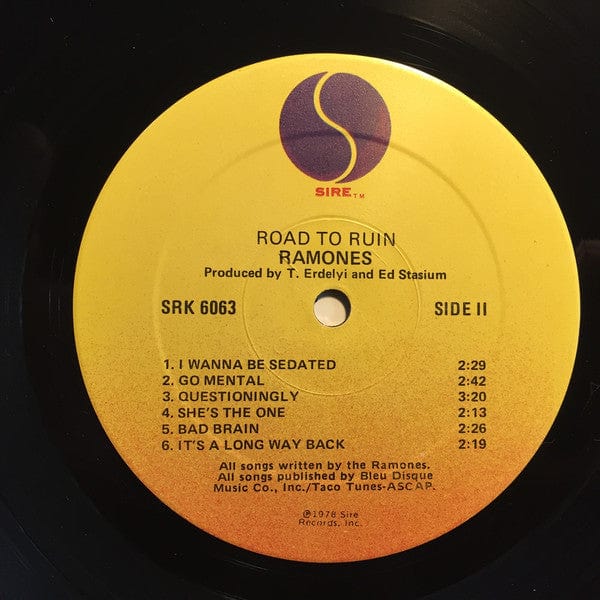 SIRE TM
ROAD TO RUIN
RAMONES
Produced by T. Erdelyi and Ed Stasium
SRK 6063 SIDE II
1. I WANNA BE SEDATED 2:29
2. GO MENTAL 2:42
3. QUESTIONINGLY 3:20
4. SHE'S THE ONE 2:13
5. BAD BRAIN 2:26
6. IT'S A LONG WAY BACK 2:19
All songs written by the Ramones.
All songs published by Bleu Disque
Music Co., Inc./Taco Tunes-ASCAP.
℗1978 Sire
Records, Inc.